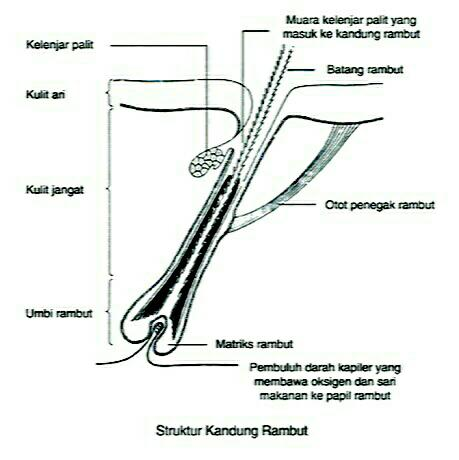 Muara kelenjar palit yang
masuk ke kandung rambut
Kelenjar palit
Batang rambut
Kulit ari
Kulit jangat
Otot penegak rambut
Umbi rambut
Matriks rambut
Pembuluh darah kapiler yang
membawa oksigen dan sari
makanan ke papil rambut
Struktur Kandung Rambut